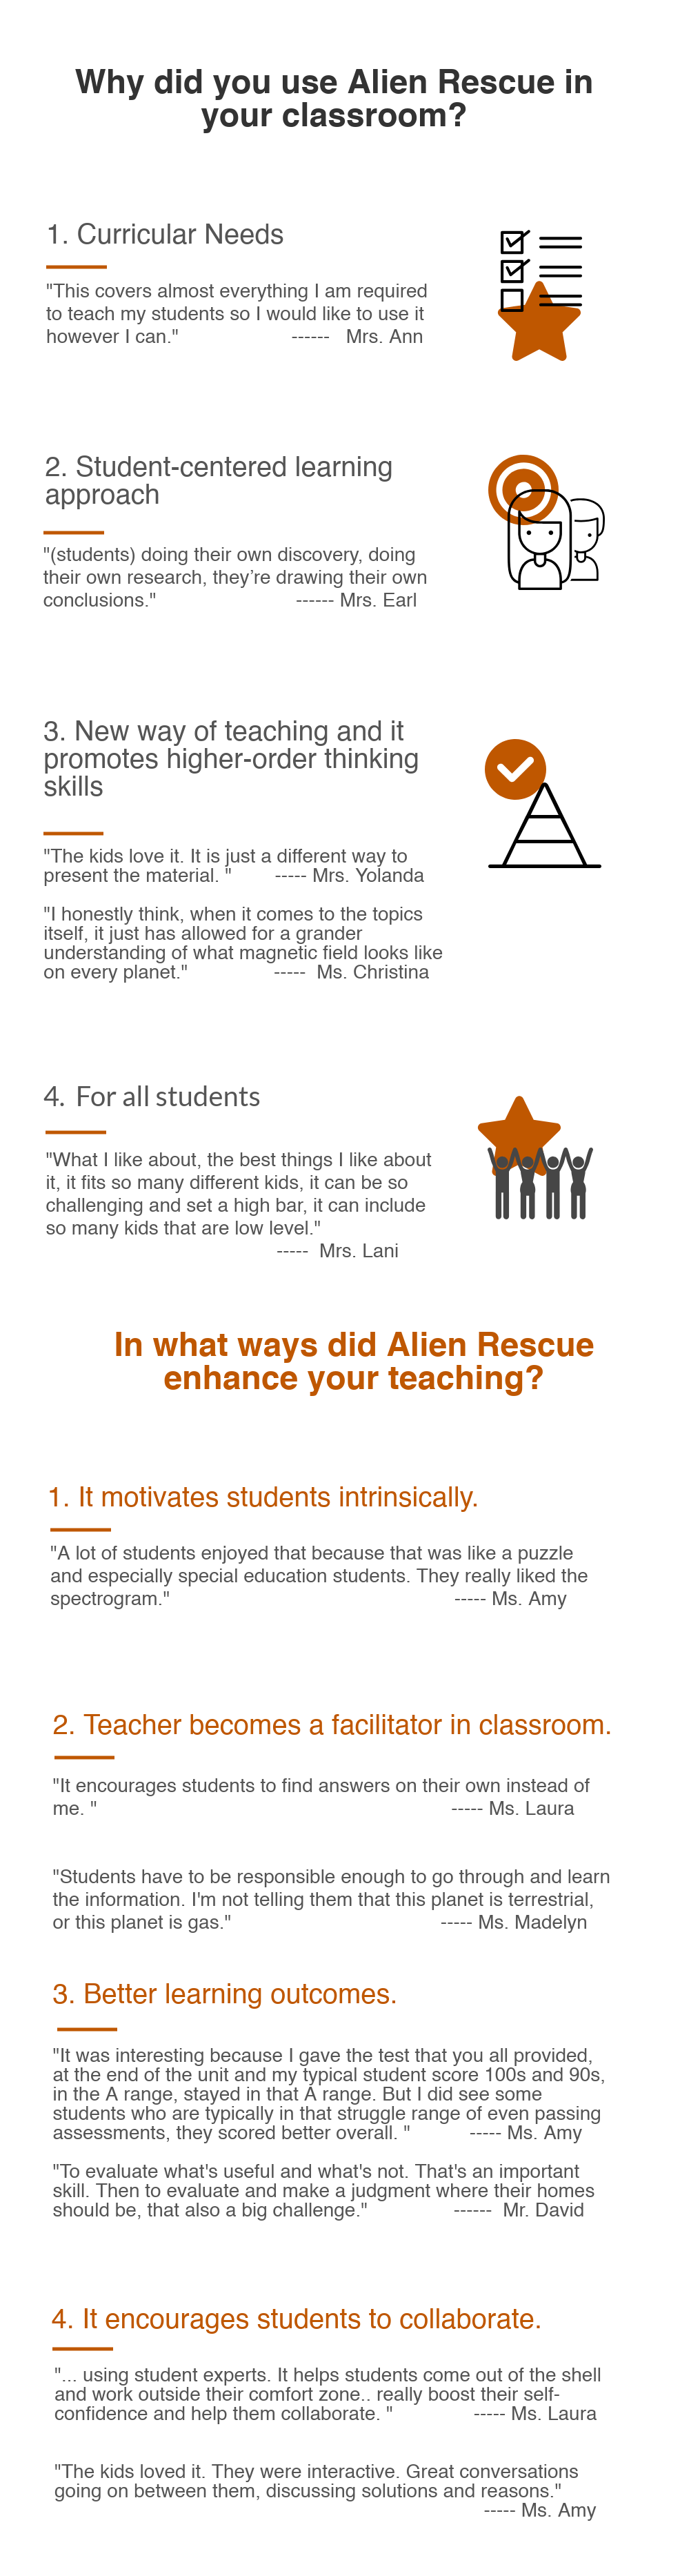 Why did you use Alien Rescue in
your classroom?
1. Curricular Needs
"This covers almost everything I am required
to teach my students so I would like to use it
however I can." ------ Mrs. Ann
2. Student-centered learning
approach
"(students) doing their own discovery, doing
their own research, they’re drawing their own
conclusions." ------ Mrs. Earl
3. New way of teaching and it
promotes higher-order thinking
skills
"The kids love it. It is just a different way to
present the material. " ----- Mrs. Yolanda
"I honestly think, when it comes to the topics
itself, it just has allowed for a grander
understanding of what magnetic field looks like
on every planet." ----- Ms. Christina
4. For all students
"What I like about, the best things I like about
it, it fits so many different kids, it can be so
challenging and set a high bar, it can include
so many kids that are low level."
----- Mrs. Lani
In what ways did Alien Rescue
enhance your teaching?
1. It motivates students intrinsically.
"A lot of students enjoyed that because that was like a puzzle
and especially special education students. They really liked the
spectrogram." ----- Ms. Amy
2. Teacher becomes a facilitator in classroom.
"It encourages students to find answers on their own instead of
me. " ----- Ms. Laura
"Students have to be responsible enough to go through and learn
the information. I'm not telling them that this planet is terrestrial,
or this planet is gas." ----- Ms. Madelyn
3. Better learning outcomes.
"It was interesting because I gave the test that you all provided,
at the end of the unit and my typical student score 100s and 90s,
in the A range, stayed in that A range. But I did see some
students who are typically in that struggle range of even passing
assessments, they scored better overall. " ----- Ms. Amy
"To evaluate what's useful and what's not. That's an important
skill. Then to evaluate and make a judgment where their homes
should be, that also a big challenge." ------ Mr. David
4. It encourages students to collaborate.
"... using student experts. It helps students come out of the shell
and work outside their comfort zone.. really boost their self-
confidence and help them collaborate. " ----- Ms. Laura
"The kids loved it. They were interactive. Great conversations
going on between them, discussing solutions and reasons."
----- Ms. Amy